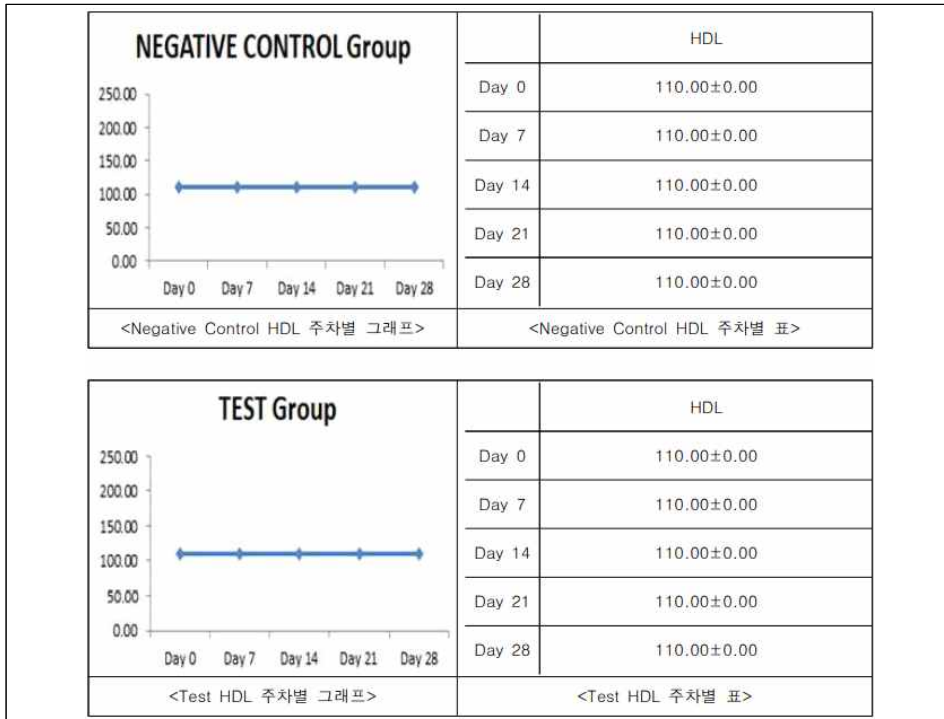 NEGATIVE CONTROL Group
250.00
200.00
150.00
100.00
50.00
0.00
Day 0 Day 7 Day 14 Day 21 Day 28
HDL
Day 0 110.00±0.00
Day 7 110.00±0.00
Day 14 110.00±0.00
Day 21 110.00±0.00
Day 28 110.00±0.00
<Negative Control HDL 주차별 그래프>
<Negative Control HDL 주차별 표>
TEST Group
250.00
200.00
150.00
100.00
50.00
0.00
Day 0 Day 7 Day 14 Day 21 Day 28
HDL
Day 0 110.00±0.00
Day 7 110.00±0.00
Day 14 110.00±0.00
Day 21 110.00±0.00
Day 28 110.00±0.00
<Test HDL 주차별 그래프>
<Test HDL 주차별 표>